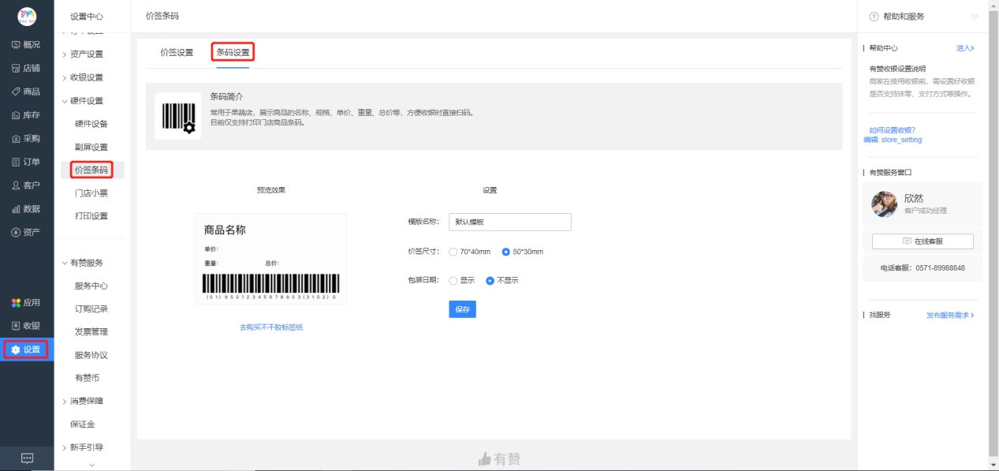 概况
店铺
商品
库存
采购
订单
客户
数据
资产
应用
收银
设置
设置中心
订单设置
资产设置
收银设置
硬件设置
硬件设备
副屏设置
价签条码
门店小票
打印设置
有赞服务
服务中心
订购记录
发票管理
服务协议
有赞币
消费保障
保证金
新手引导
价签条码
价签设置
条码设置
条码简介
常用于果蔬店，展示商品的名称、规格、单价、重量、总价等，方便收银时直接扫码。
目前仅支持打印门店商品条码。
预览效果
商品名称
单价：
重量： 总价：
(01)95012345678903(3102)0
去购买不干胶标签纸
设置
模版名称： 默认模板
价签尺寸： 70*40mm 50*30mm
包装日期： 显示 不显示
保存
有赞
帮助和服务
帮助中心 进入
有赞收银设置说明
商家在使用收银前，需设置好收银
是否支持抹零、支付方式等操作。
如何设置收银?
编辑: store_setting
有赞服务窗口
欣然
客户成功经理
在线客服
电话客服：0571-89988848
找服务 发布服务需求